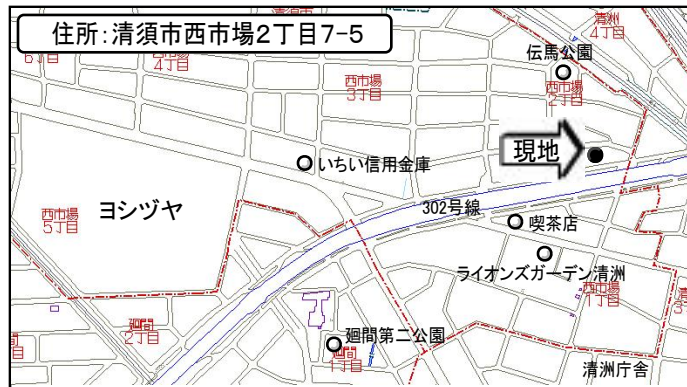 住所:清須市西市場2丁目7-5
清洲
4丁目
6丁目
西市場
4丁目
伝馬公園
西市場
3丁目
西市場
2丁目
現地
いちい信用金庫
302号線
ヨシヅヤ
西市場
5丁目
喫茶店
ライオンズガーデン清洲
西市場
1丁目
廻間
2丁目
廻間第二公園
廻間
1丁目
清洲庁舎